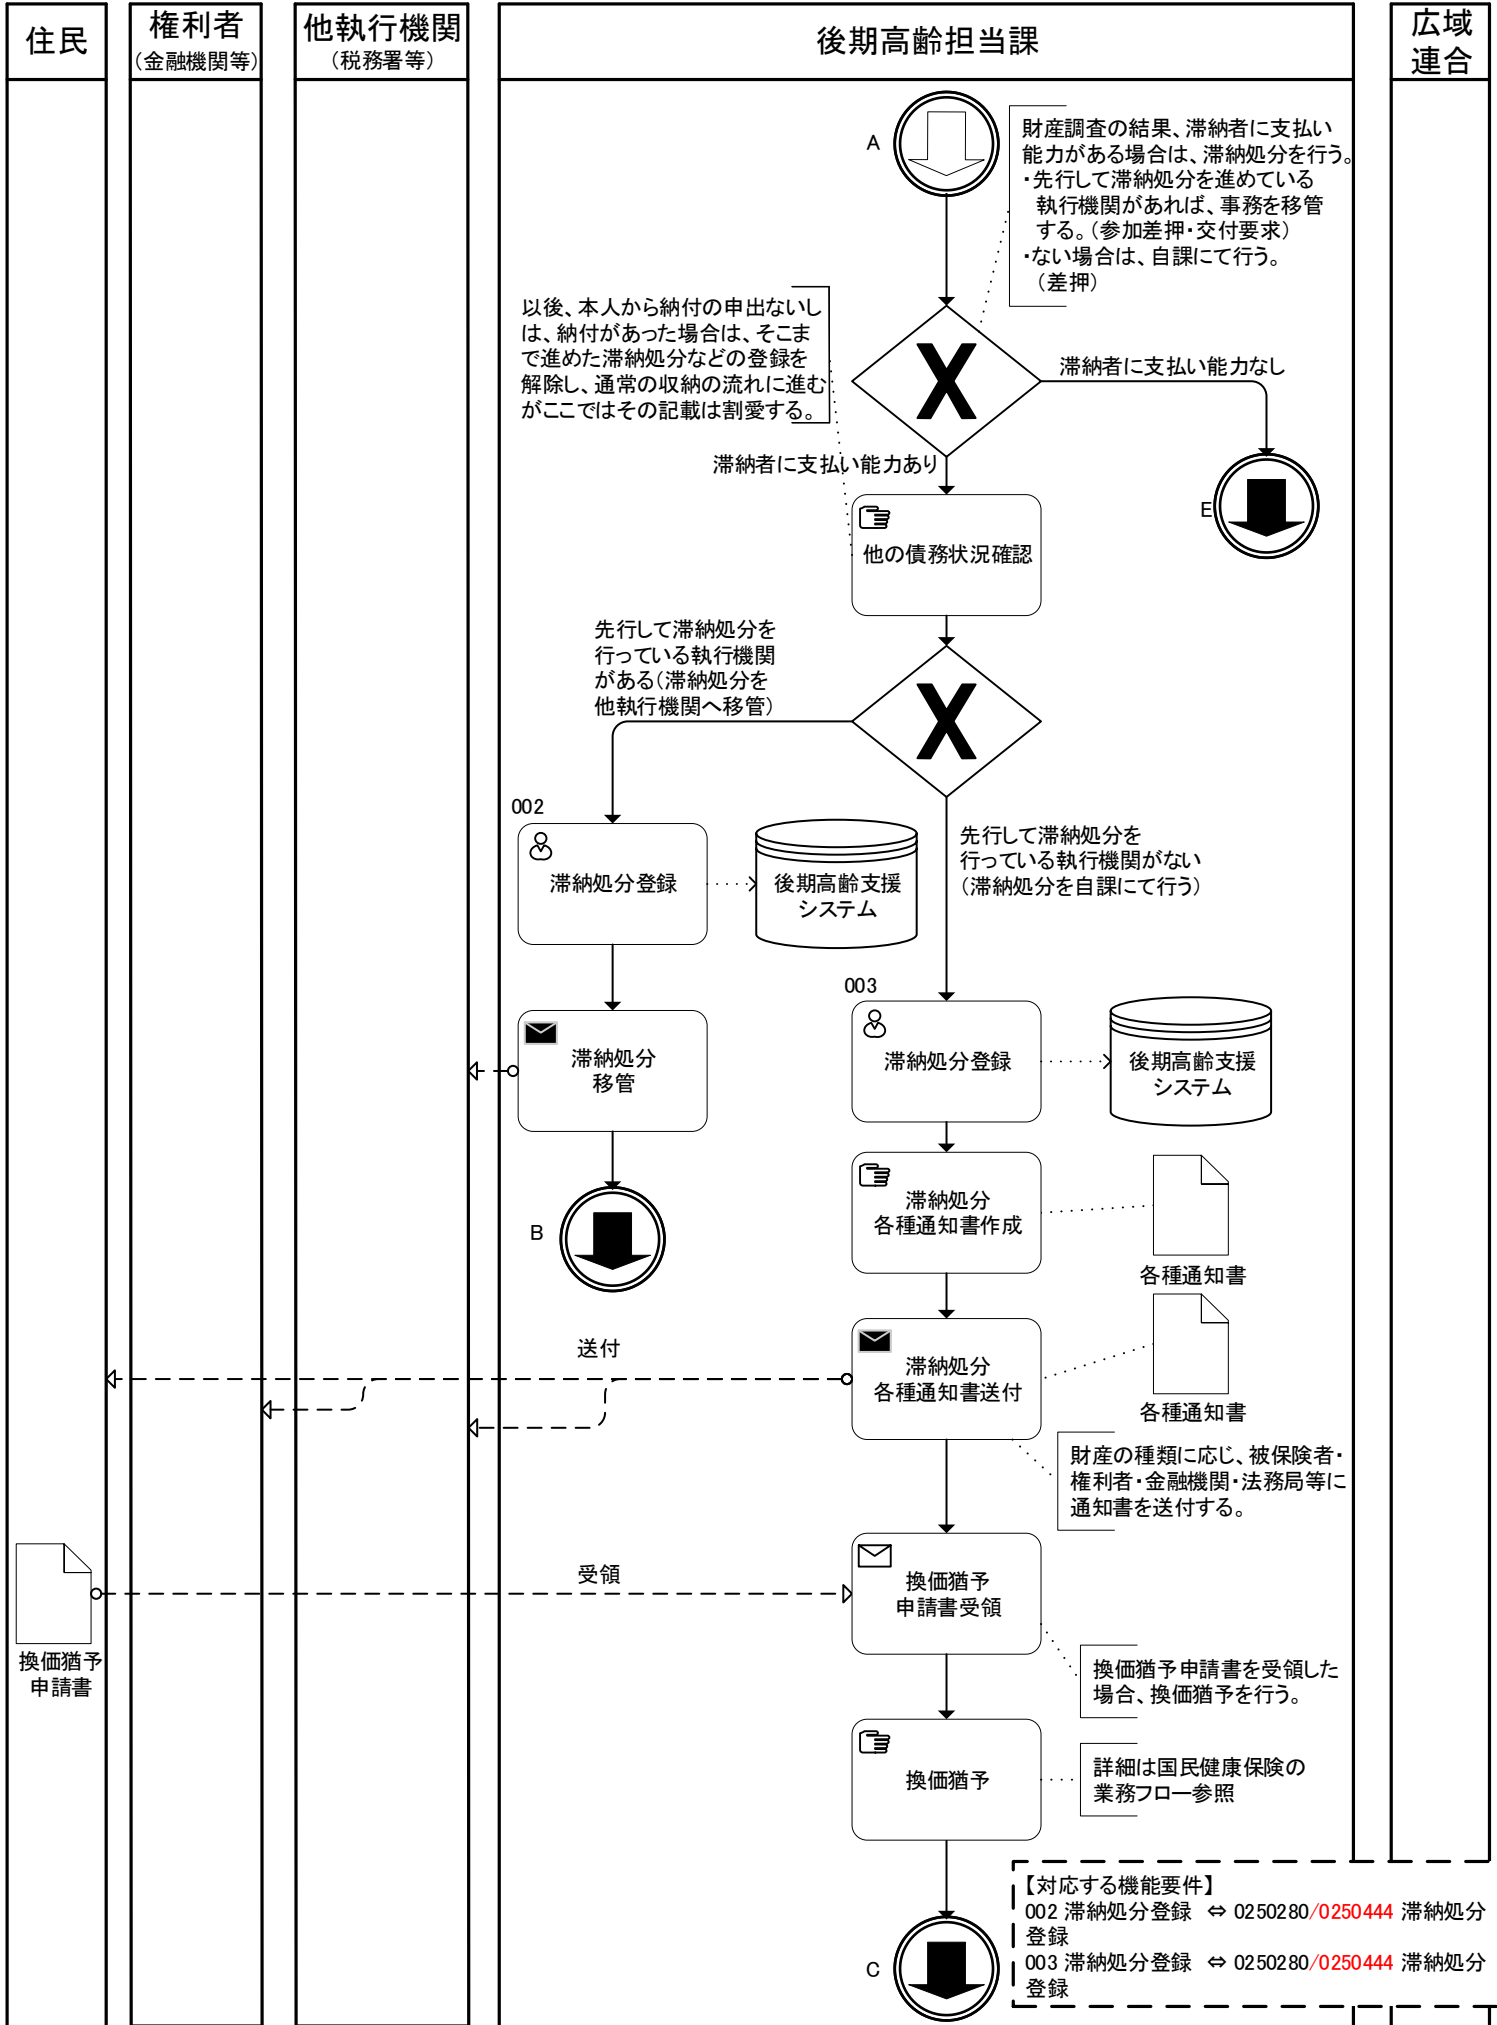 住民
権利者
（金融機関等）
他執行機関
（税務署等）
後期高齢担当課
広域
連合
A
財産調査の結果、滞納者に支払い
能力がある場合は、滞納処分を行う。
・先行して滞納処分を進めている
執行機関があれば、事務を移管
する。（参加差押・交付要求）
・ない場合は、自課にて行う。
（差押）
以後、本人から納付の申出ないし
は、納付があった場合は、そこま
で進めた滞納処分などの登録を
解除し、通常の収納の流れに進む
がここではその記載は割愛する。
滞納者に支払い能力なし
滞納者に支払い能力あり
E
他の債務状況確認
先行して滞納処分を
行っている執行機関
がある（滞納処分を
他執行機関へ移管）
002
滞納処分登録
後期高齢支援
システム
先行して滞納処分を
行っている執行機関がない
（滞納処分を自課にて行う）
003
滞納処分登録
後期高齢支援
システム
滞納処分
移管
B
滞納処分
各種通知書作成
各種通知書
送付
滞納処分
各種通知書送付
各種通知書
財産の種類に応じ、被保険者・
権利者・金融機関・法務局等に
通知書を送付する。
受領
換価猶予
申請書受領
換価猶予
申請書
換価猶予申請書を受領した
場合、換価猶予を行う。
換価猶予
詳細は国民健康保険の
業務フロー参照
C
【対応する機能要件】
002 滞納処分登録 ⇔ 0250280/0250444 滞納処分
登録
003 滞納処分登録 ⇔ 0250280/0250444 滞納処分
登録